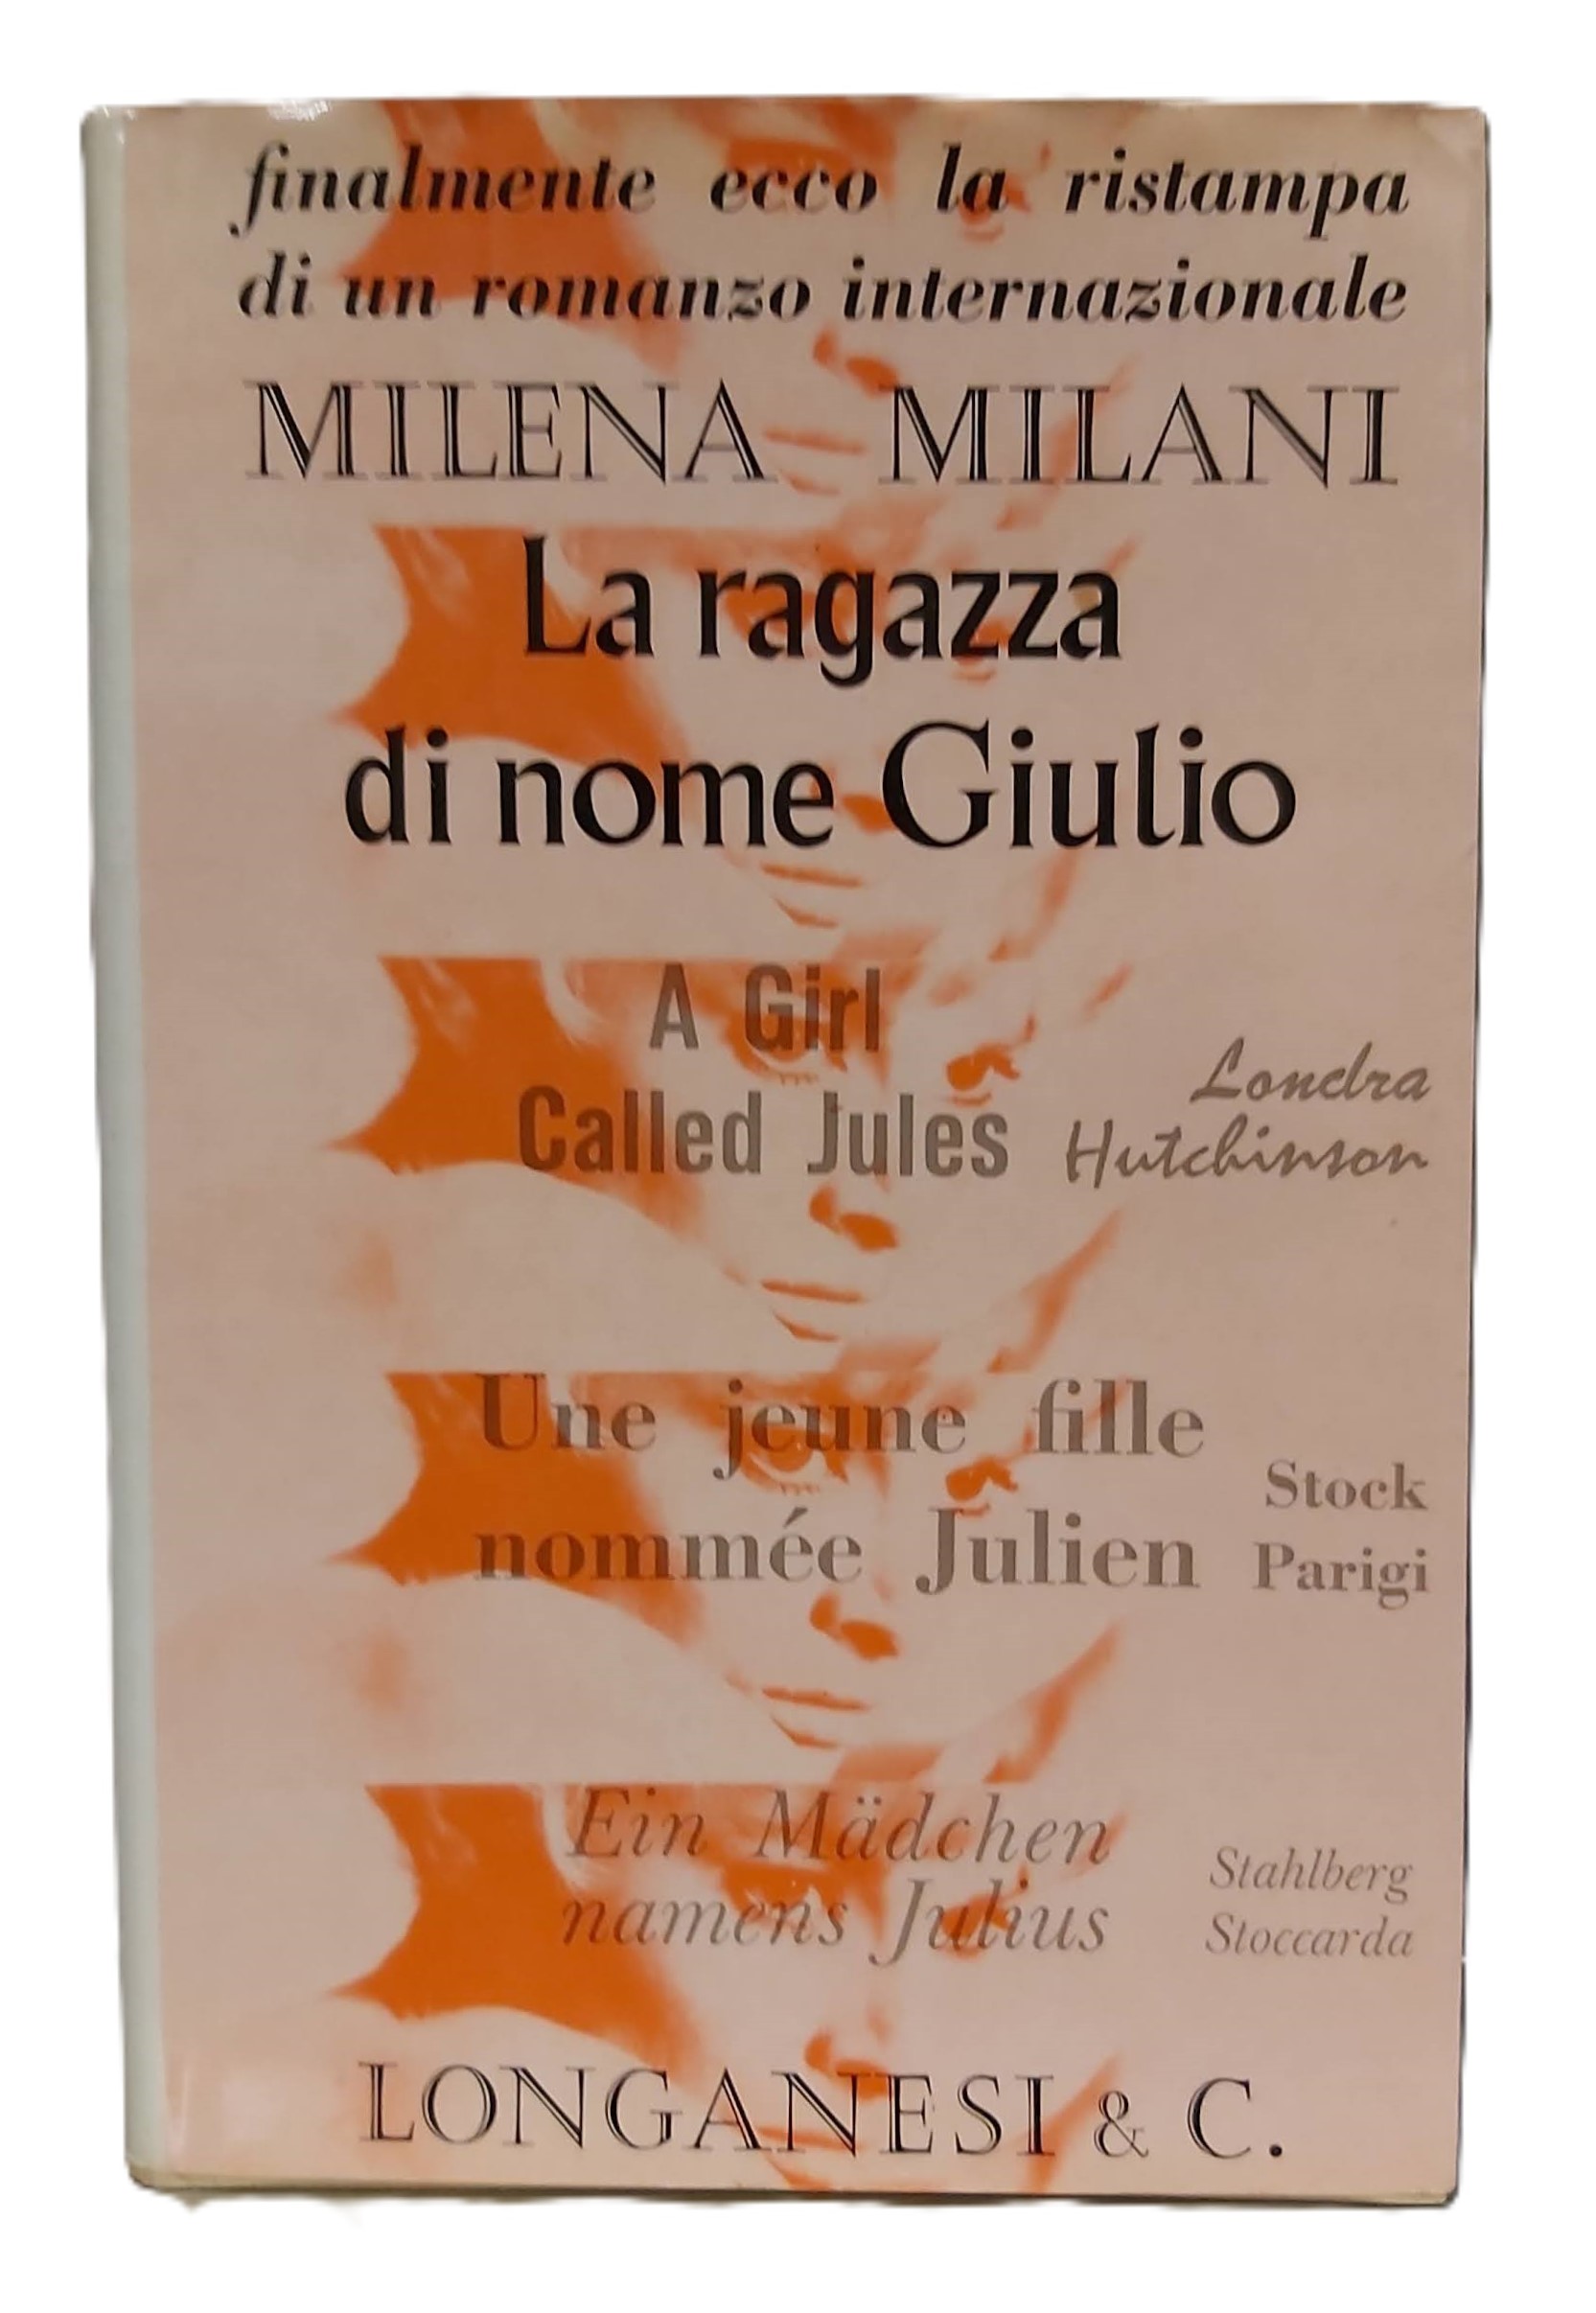 finalmente ecco la ristampa
di un romanzo internazionale
MILENA MILANI
La ragazza
di nome Giulio
A Girl
Called Jules
Londra
Hutchinson
Une jeune fille
nommée Julien
Stock
Parigi
Ein Mädchen
namens Julius
Stahlberg
Stoccarda
LONGANESI & C.